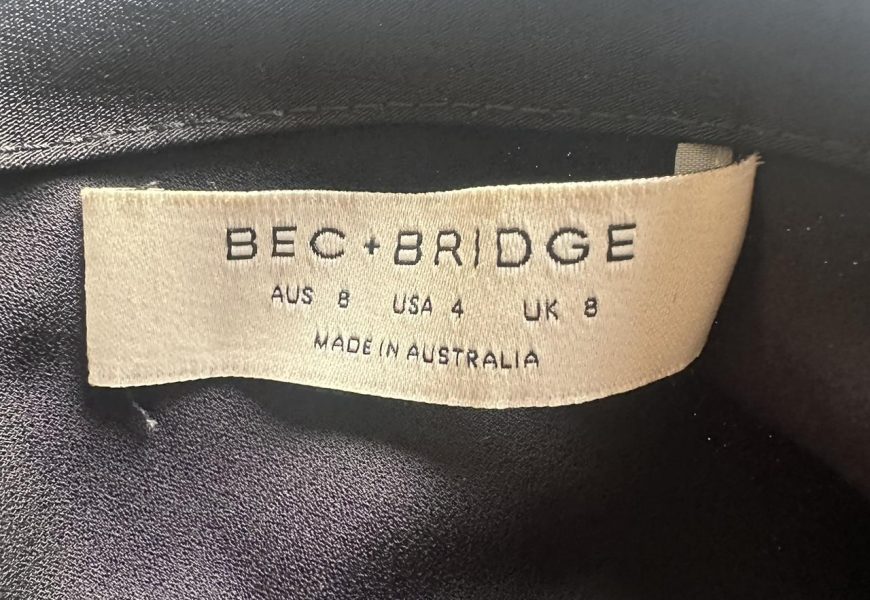 BEC + BRIDGE
AUS 8 USA 4 UK 8
MADE IN AUSTRALIA